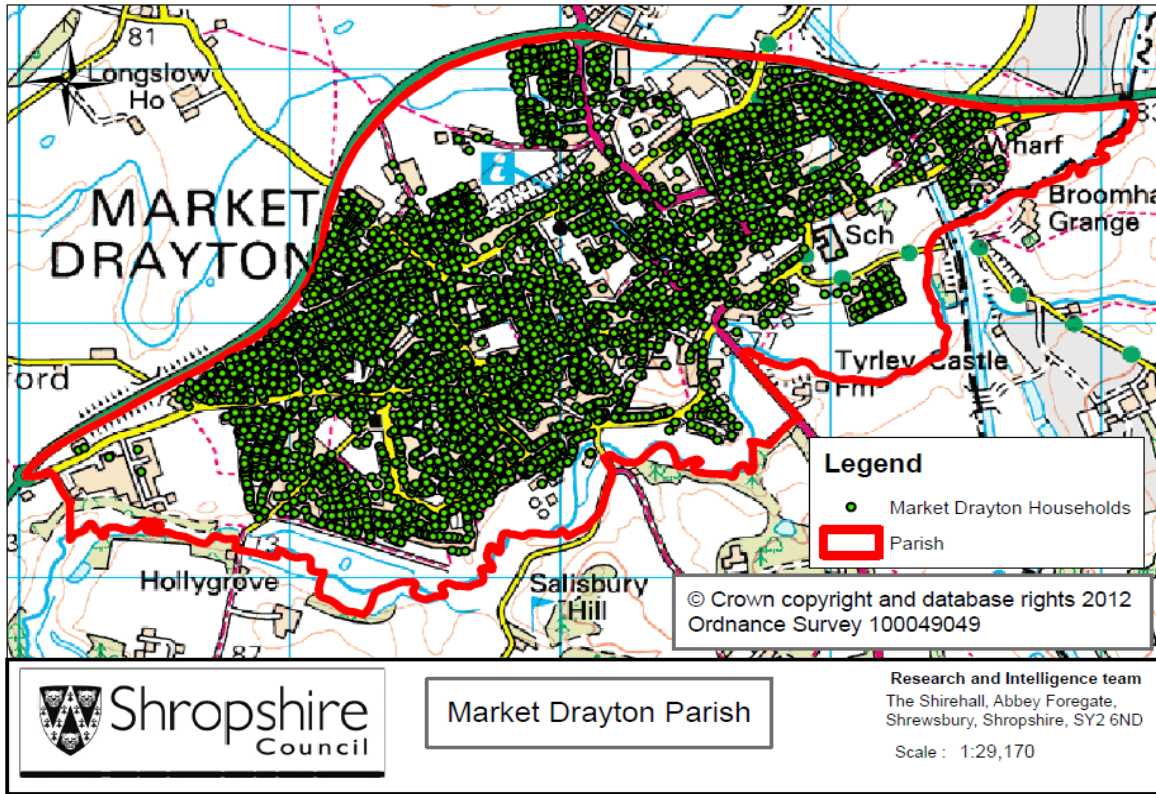 81
Longslow
Ho
MARKET
DRAYTON
i
83
Wharf
Broomha
Grange
Sch
77
Tyrley Castle
Fm
ford
3
73
Hollygrove
87
Salisbury
Hill
Legend
Market Drayton Households
Parish
© Crown copyright and database rights 2012
Ordnance Survey 100049049
Shropshire
Council
Market Drayton Parish
Research and Intelligence team
The Shirehall, Abbey Foregate,
Shrewsbury, Shropshire, SY2 6ND
Scale : 1:29,170